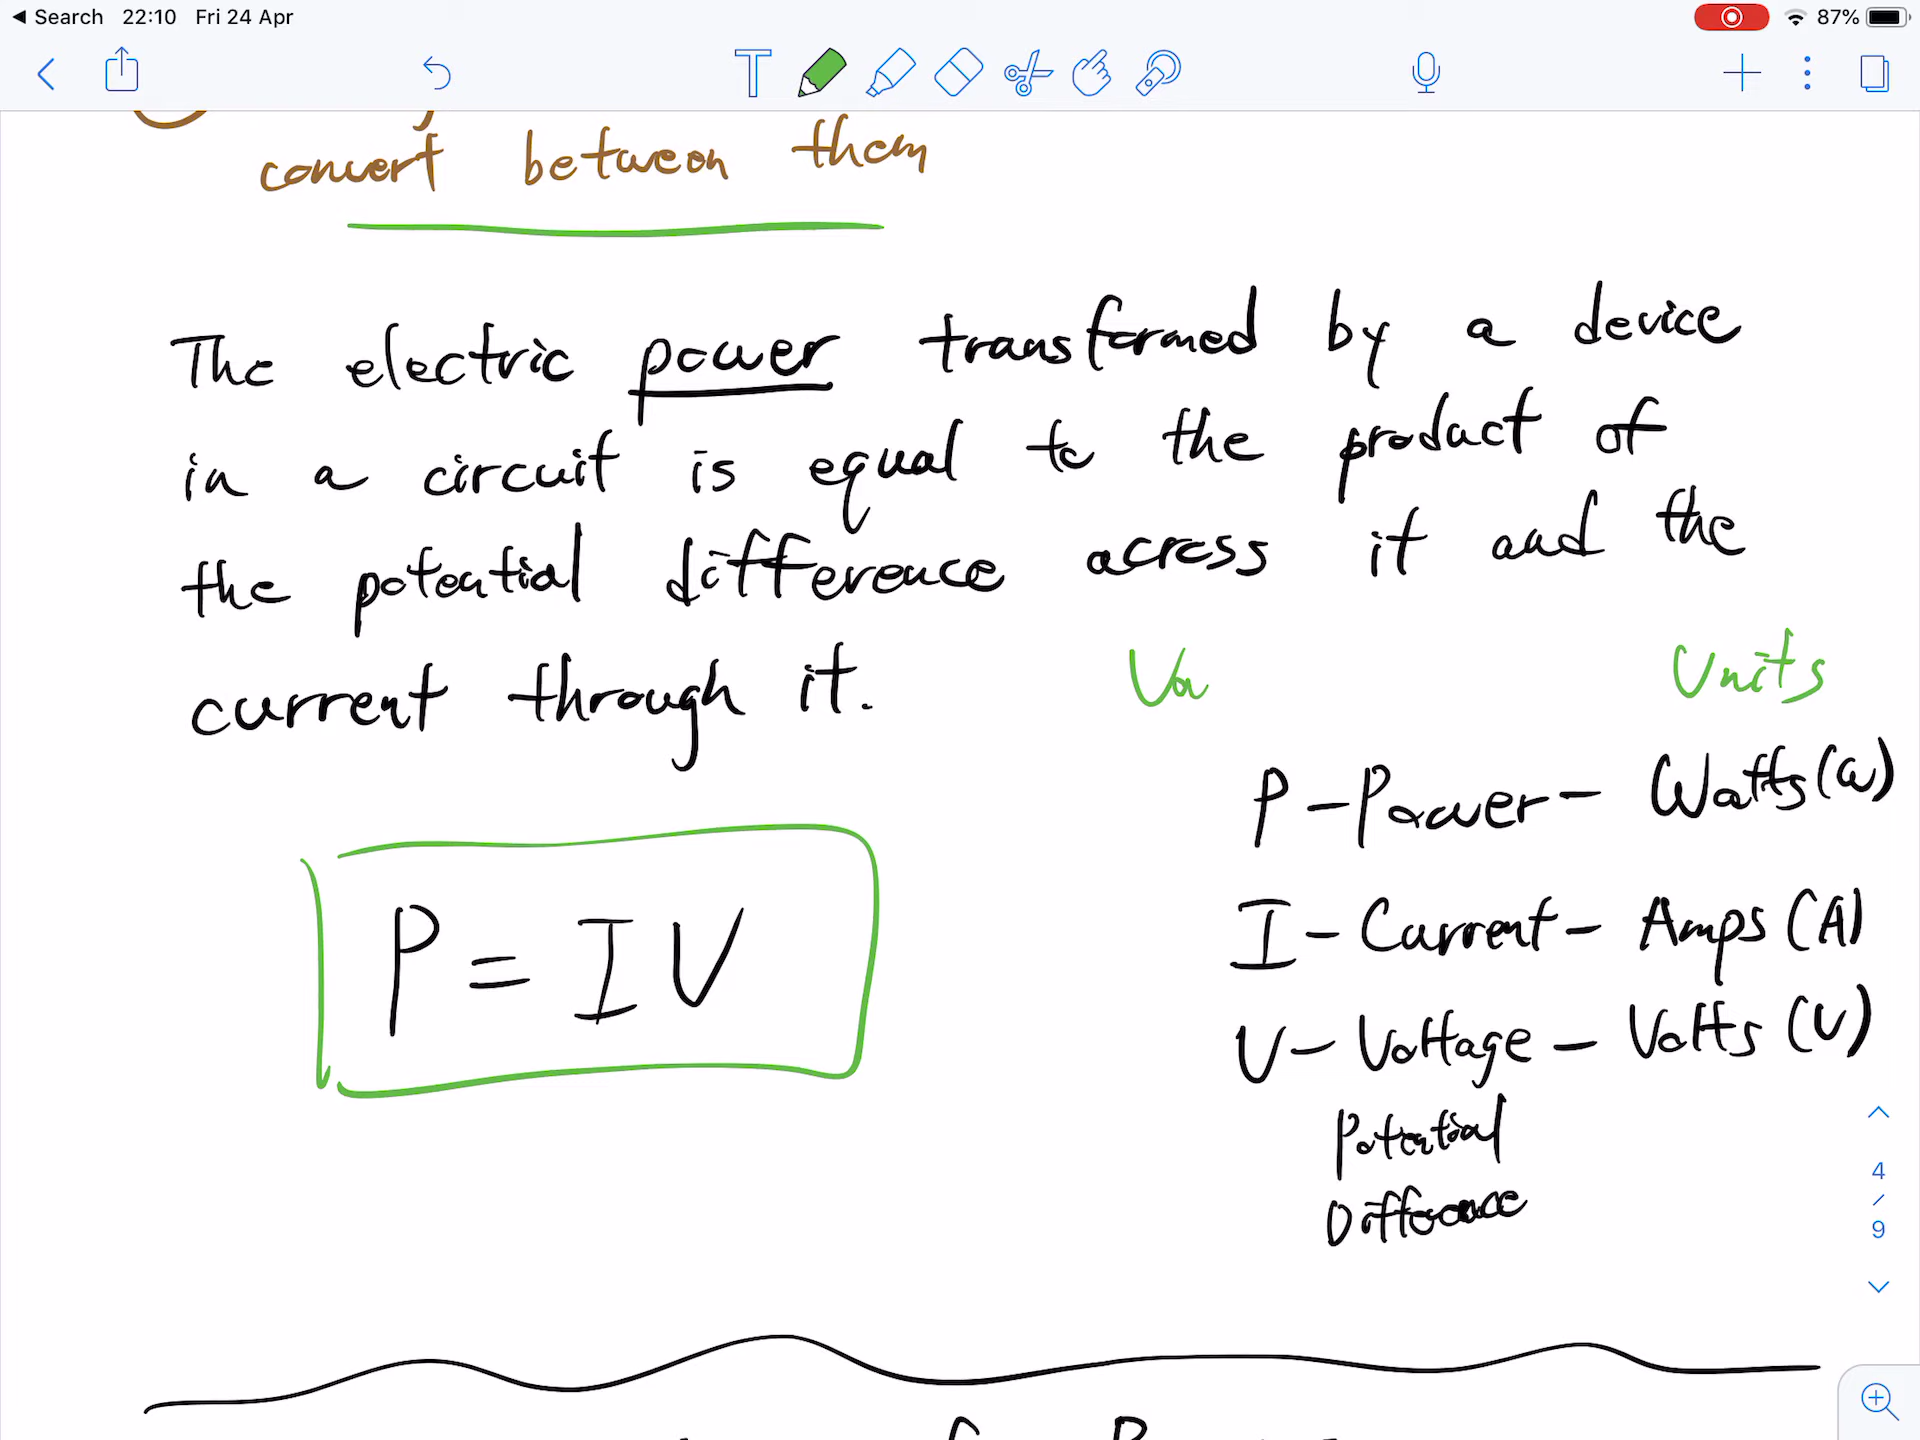 Search 22:10 Fri 24 Apr 87%
T
convert between them
The electric power transformed by a device
in a circuit is equal to the product of
the potential difference across it and the
current through it.
Va Units
P - Power - Watts (W)
I - Current - Amps (A)
V - Voltage - Volts (V)
Potential
Difference
P = I V
4
/
9